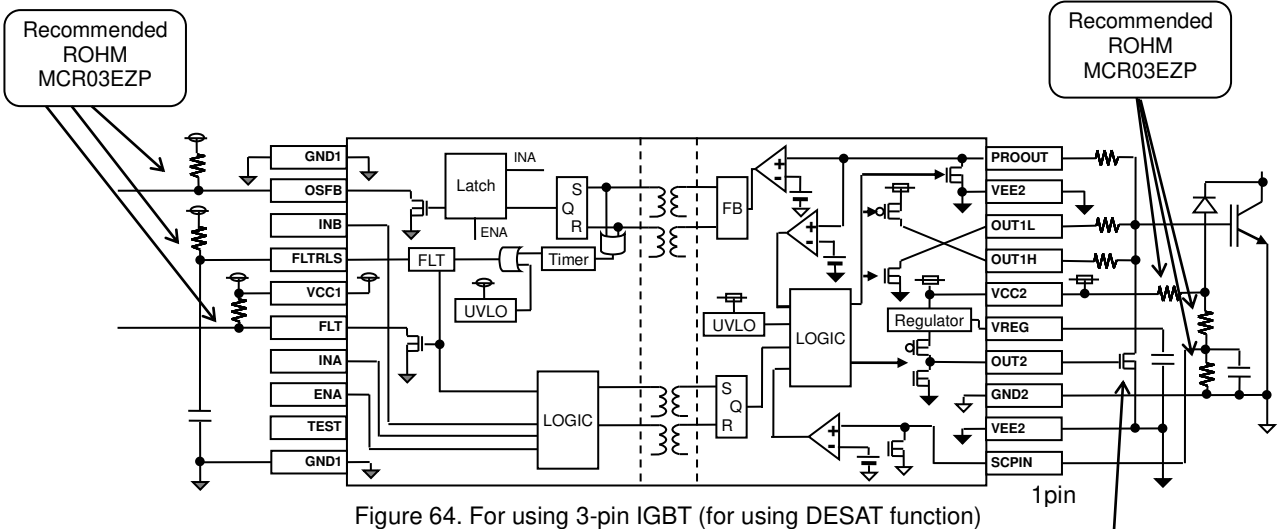 Recommended
ROHM
MCR03EZP
Recommended
ROHM
MCR03EZP
GND1
OSFB
INB
FLTRLS
VCC1
FLT
INA
ENA
TEST
GND1
Latch
INA
ENA
S
Q
R
FLT
Timer
UVLO
LOGIC
FB
+
-
+
-
UVLO
LOGIC
Regulator
S
Q
R
+
-
PROOUT
VEE2
OUT1L
OUT1H
VCC2
VREG
OUT2
GND2
VEE2
SCPIN
1pin
Figure 64. For using 3-pin IGBT (for using DESAT function)